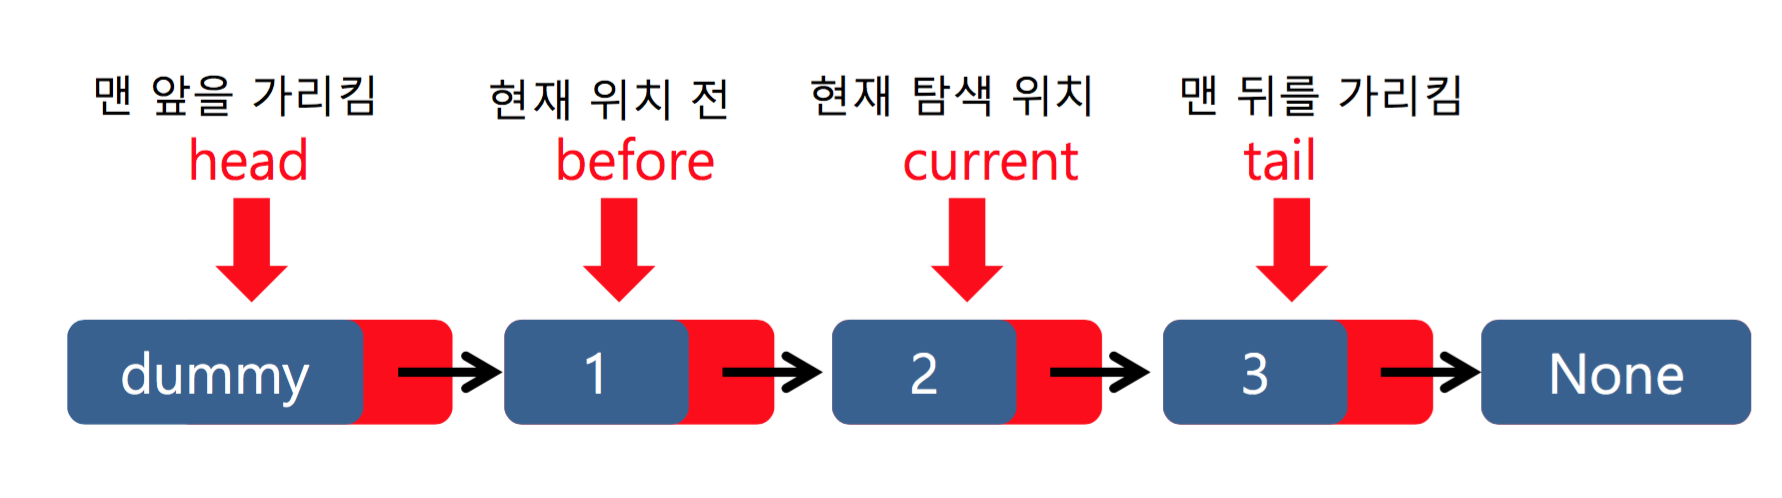 맨 앞을 가리킴
현재 위치 전
현재 탐색 위치
맨 뒤를 가리킴
head
before
current
tail
dummy
1
2
3
None